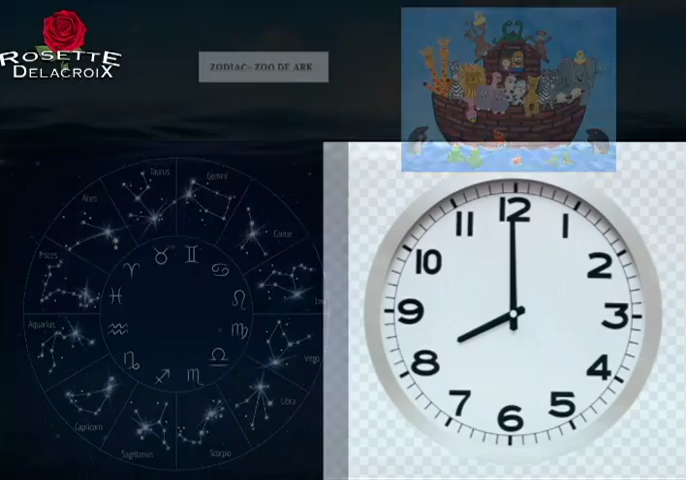 ROSETTE
DELACROIX
ZODIAC= ZOO DE ARK
Taurus
Gemini
Aries
Cancer
Pisces
Leo
Aquarius
Virgo
Capricorn
Libra
Sagittarius
Scorpio
12
11
1
10
2
9
3
8
4
7
5
6